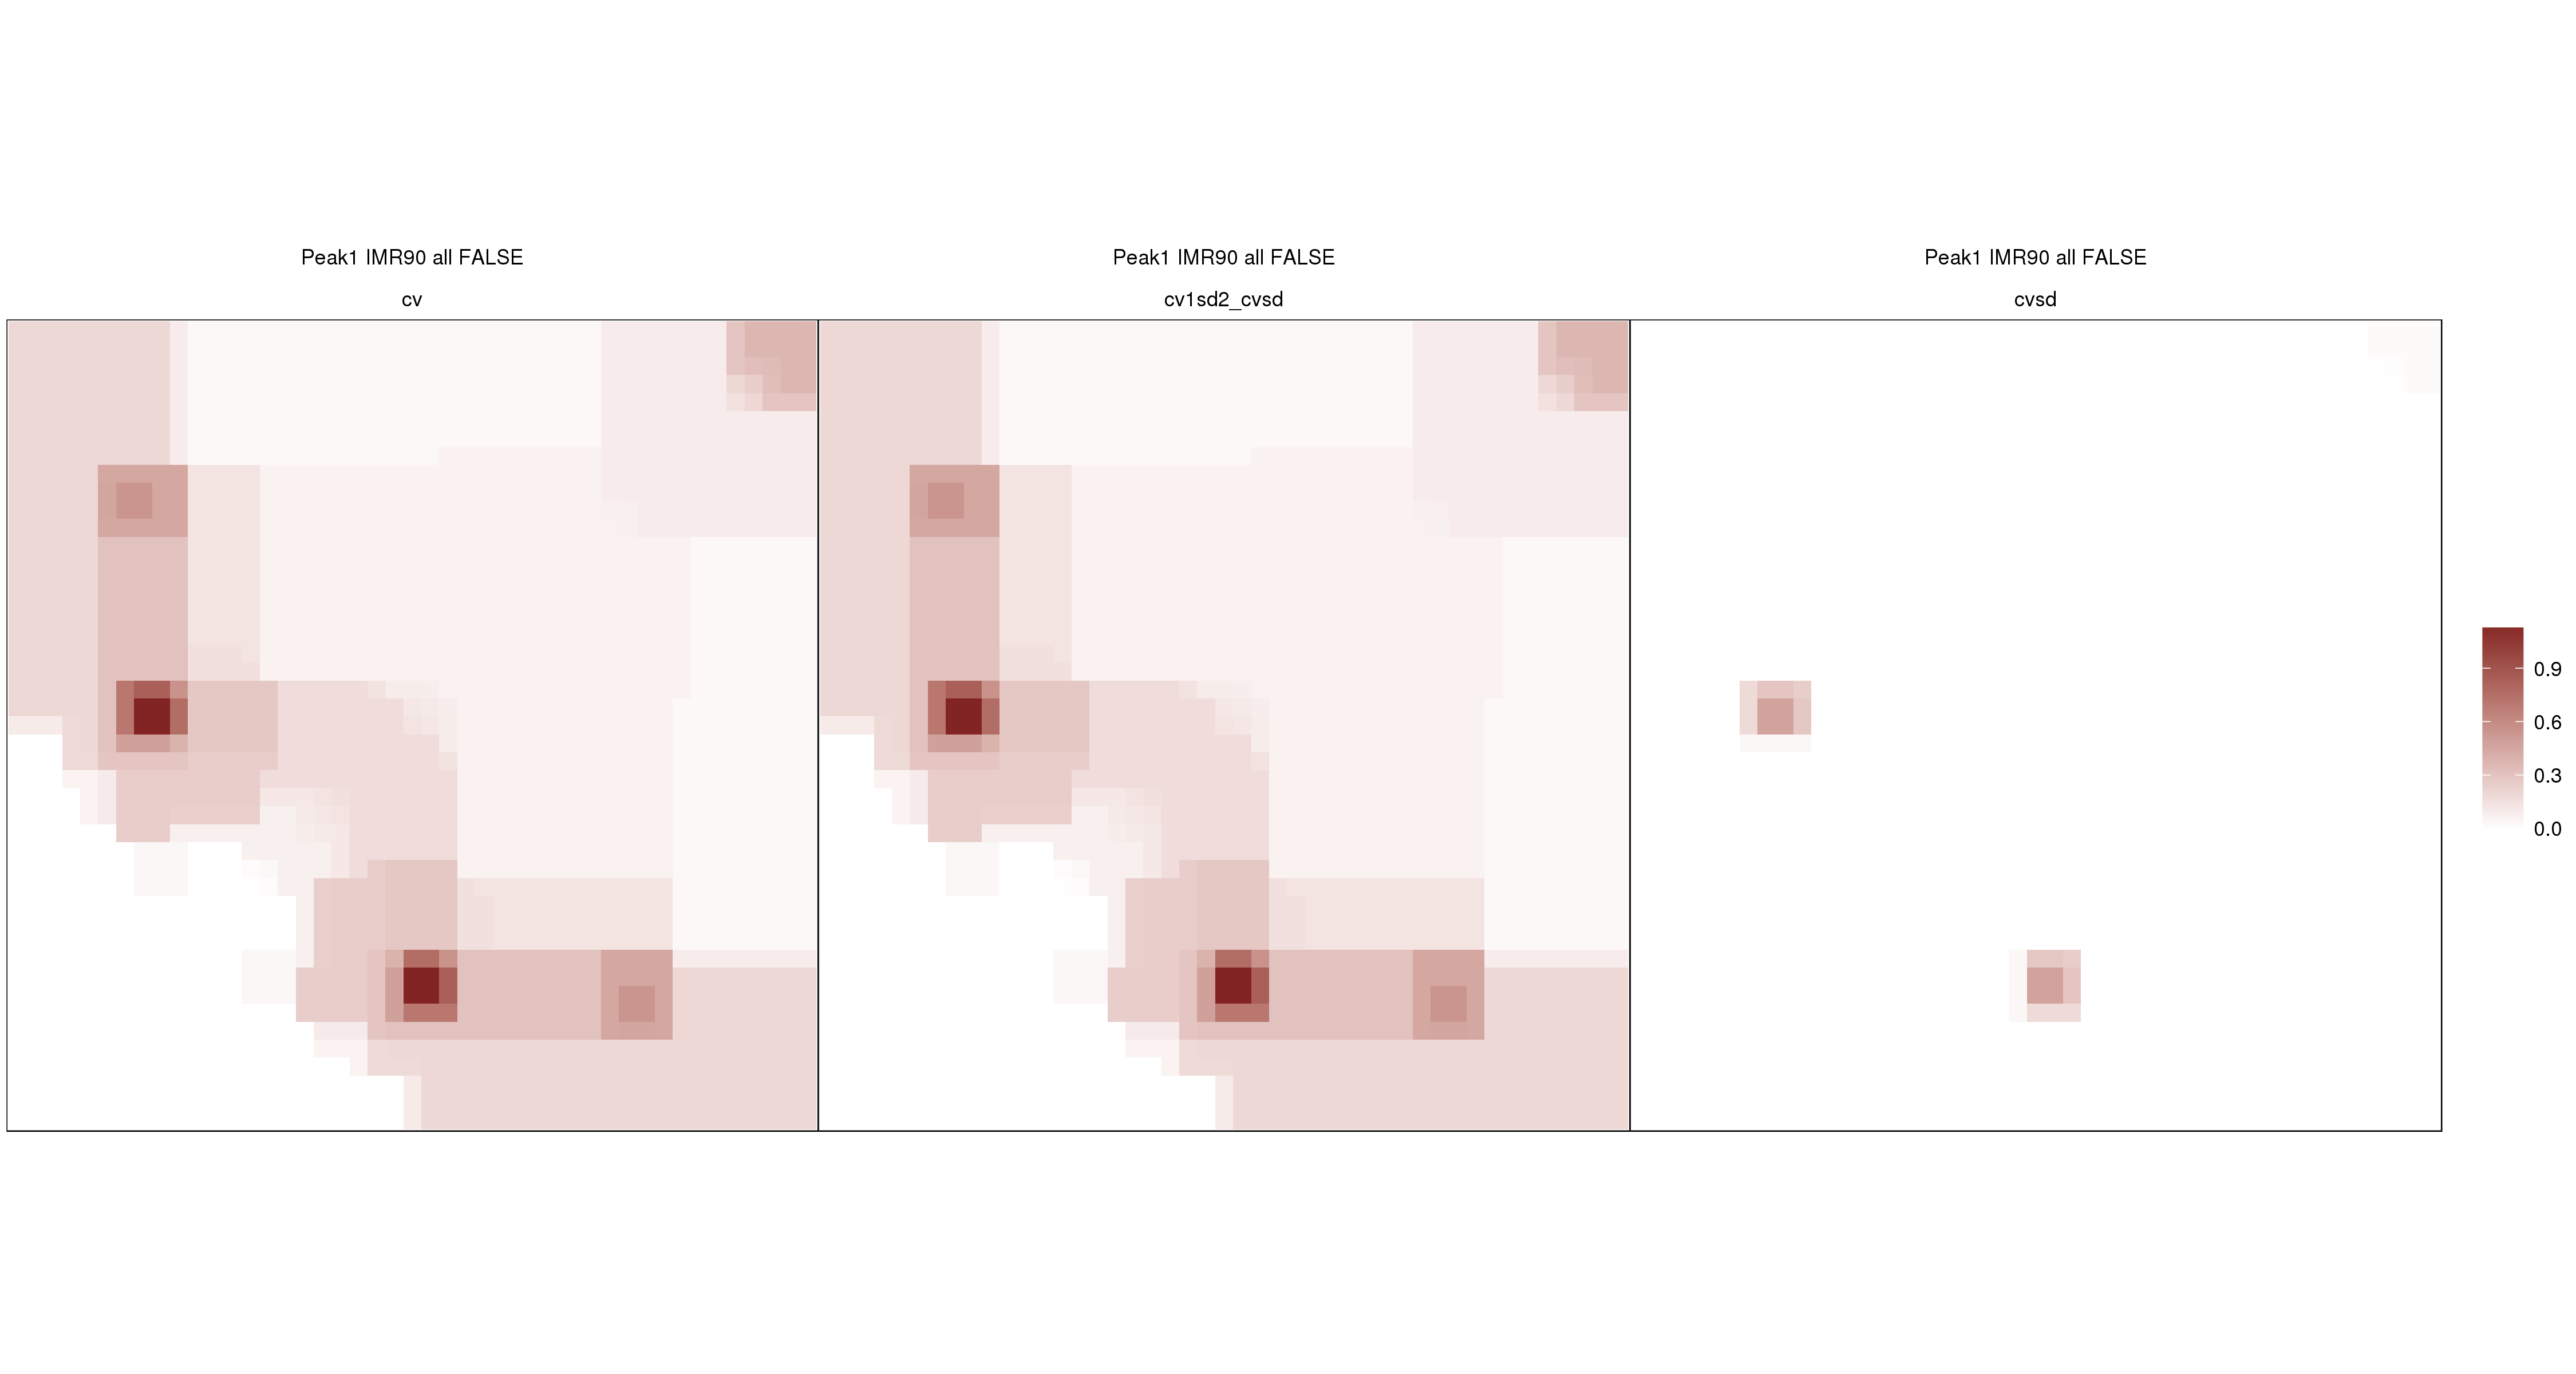 Peak1 IMR90 all FALSE
cv
Peak1 IMR90 all FALSE
cv1sd2_cvsd
Peak1 IMR90 all FALSE
cvsd
0.9
0.6
0.3
0.0